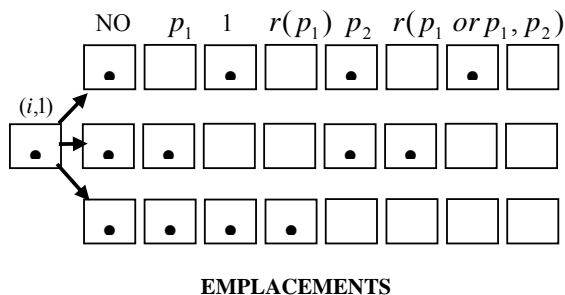 NO p₁ 1 r(p₁) p₂ r(p₁ or p₁, p₂)
(i,1)
EMPLACEMENTS